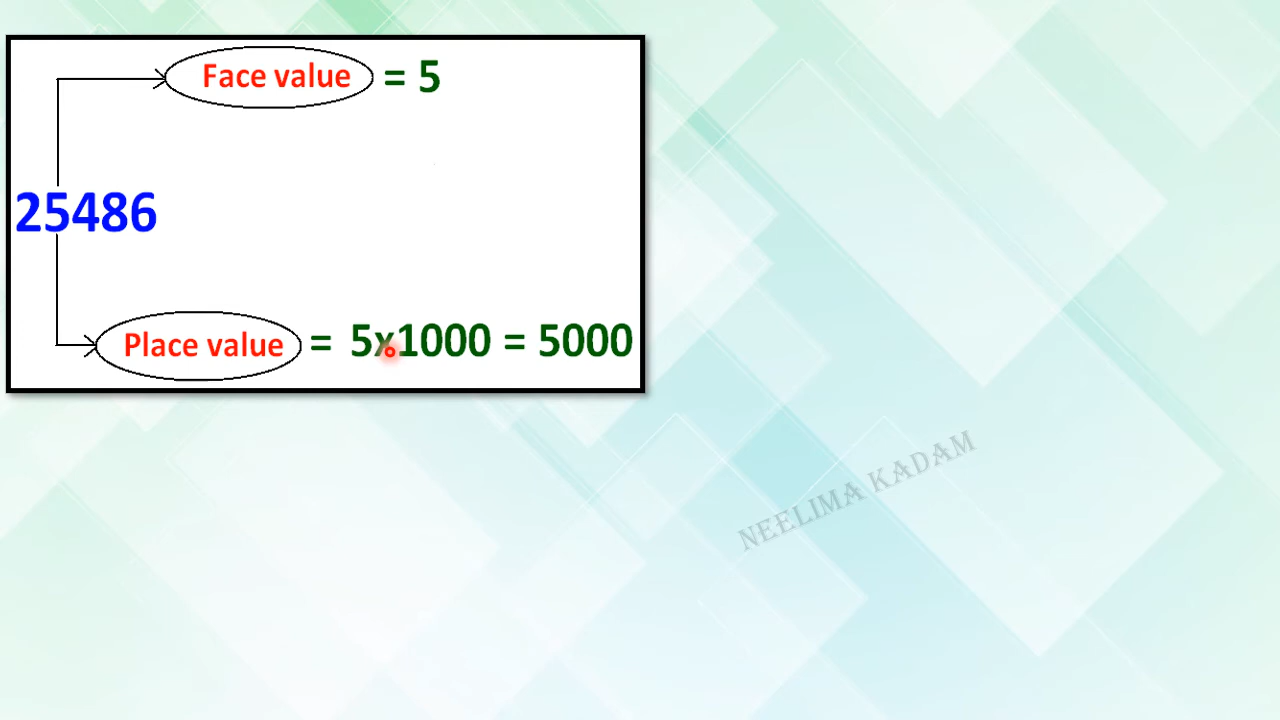 Face value = 5
25486
Place value = 5x1000 = 5000
NEELIMA KADAM